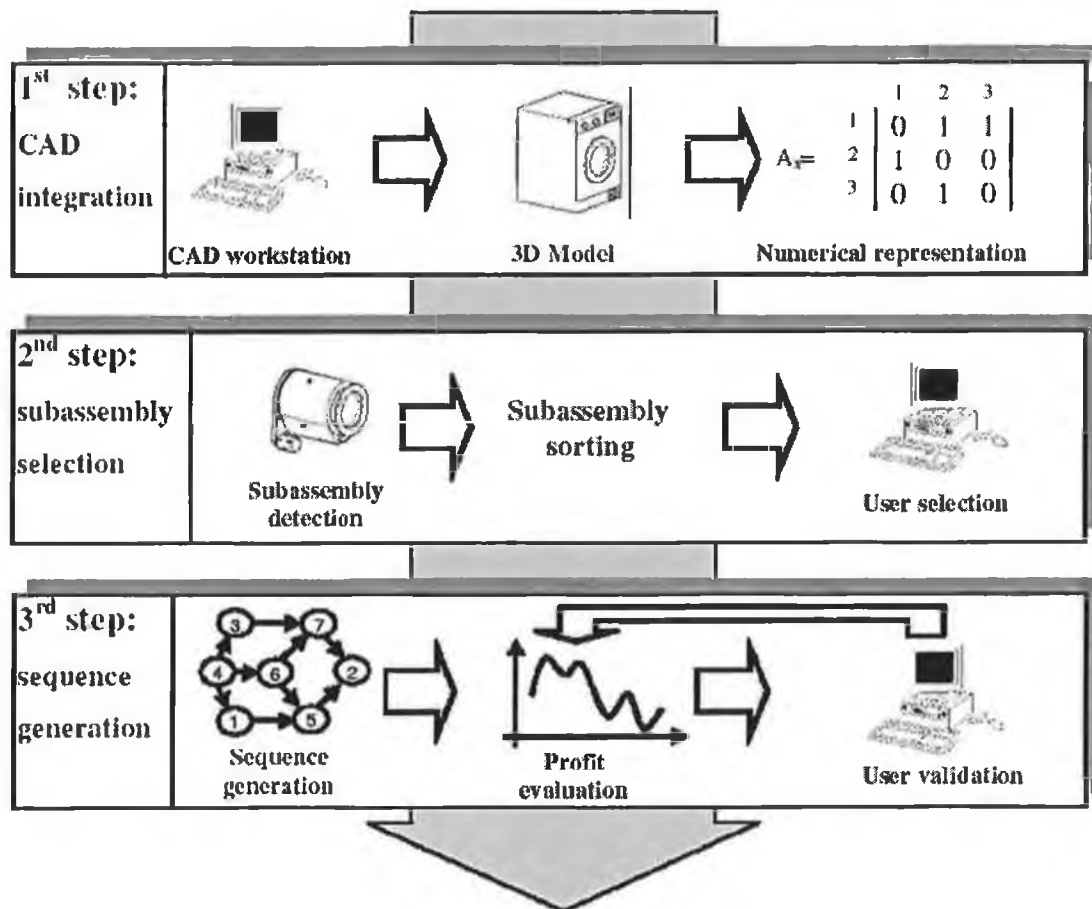 1st step:
CAD
integration
CAD workstation
3D Model
1 2 3
1 0 1 1
Ax= 2 1 0 0
3 0 1 0
Numerical representation
2nd step:
subassembly
selection
Subassembly
detection
Subassembly
sorting
User selection
3rd step:
sequence
generation
3 7
4 6 2
1 5
Sequence
generation
Profit
evaluation
User validation